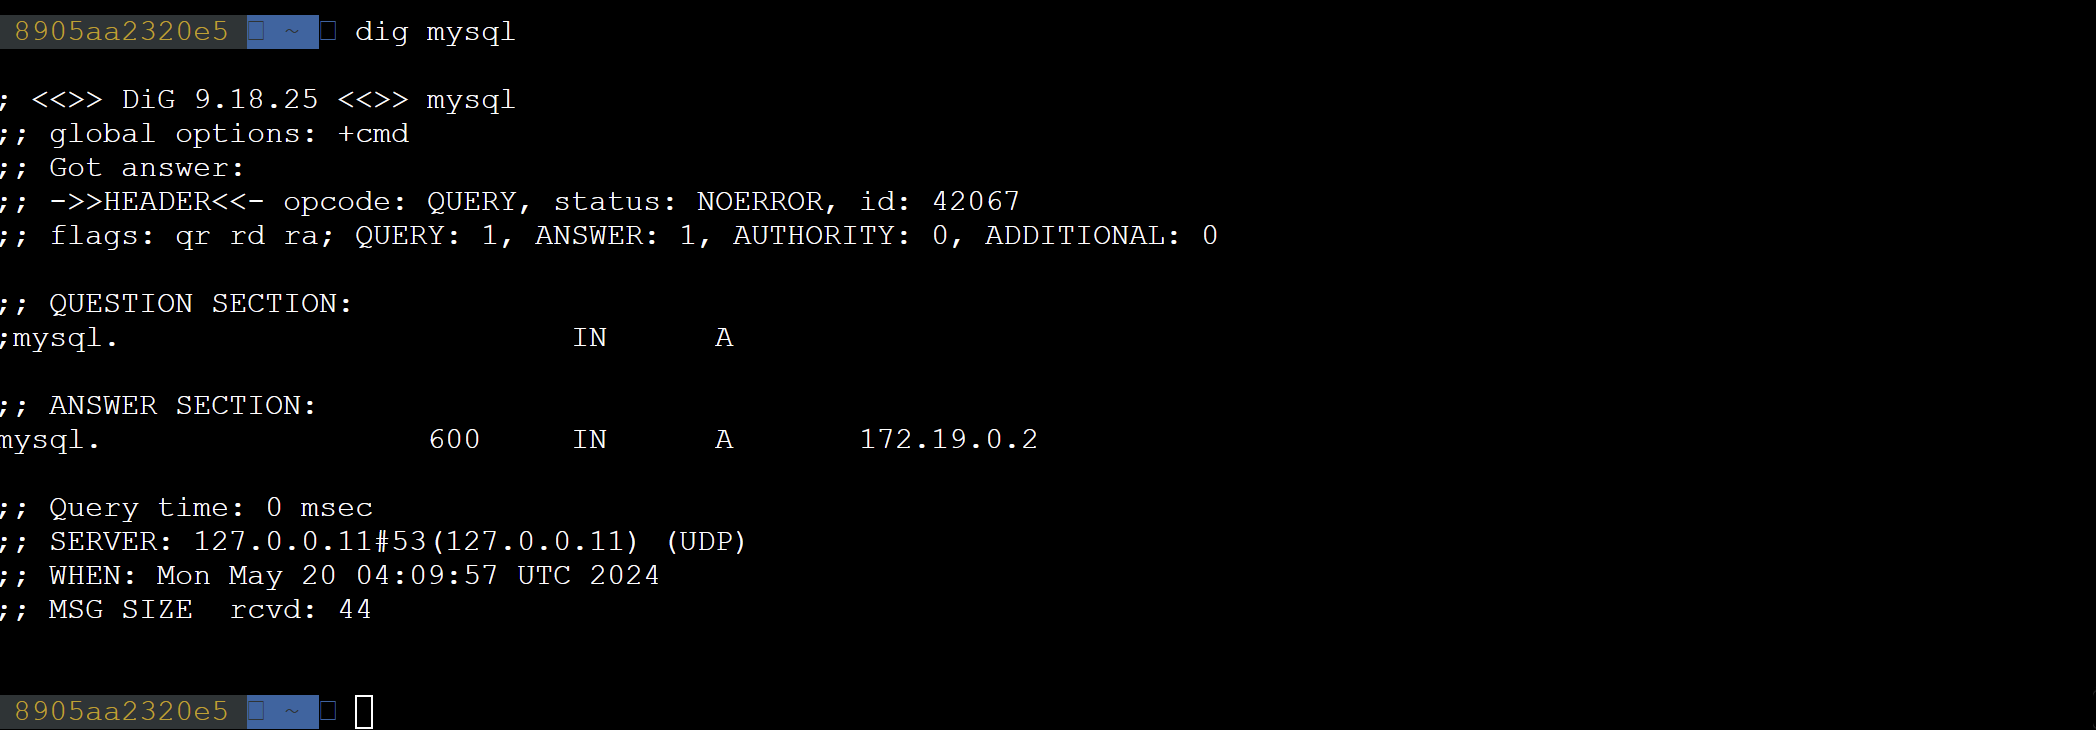 8905aa2320e5 ~ dig mysql
; <<>> DiG 9.18.25 <<>> mysql
;; global options: +cmd
;; Got answer:
;; ->>HEADER<<- opcode: QUERY, status: NOERROR, id: 42067
;; flags: qr rd ra; QUERY: 1, ANSWER: 1, AUTHORITY: 0, ADDITIONAL: 0
;; QUESTION SECTION:
;mysql. IN A
;; ANSWER SECTION:
mysql. 600 IN A 172.19.0.2
;; Query time: 0 msec
;; SERVER: 127.0.0.11#53(127.0.0.11) (UDP)
;; WHEN: Mon May 20 04:09:57 UTC 2024
;; MSG SIZE rcvd: 44
8905aa2320e5 ~